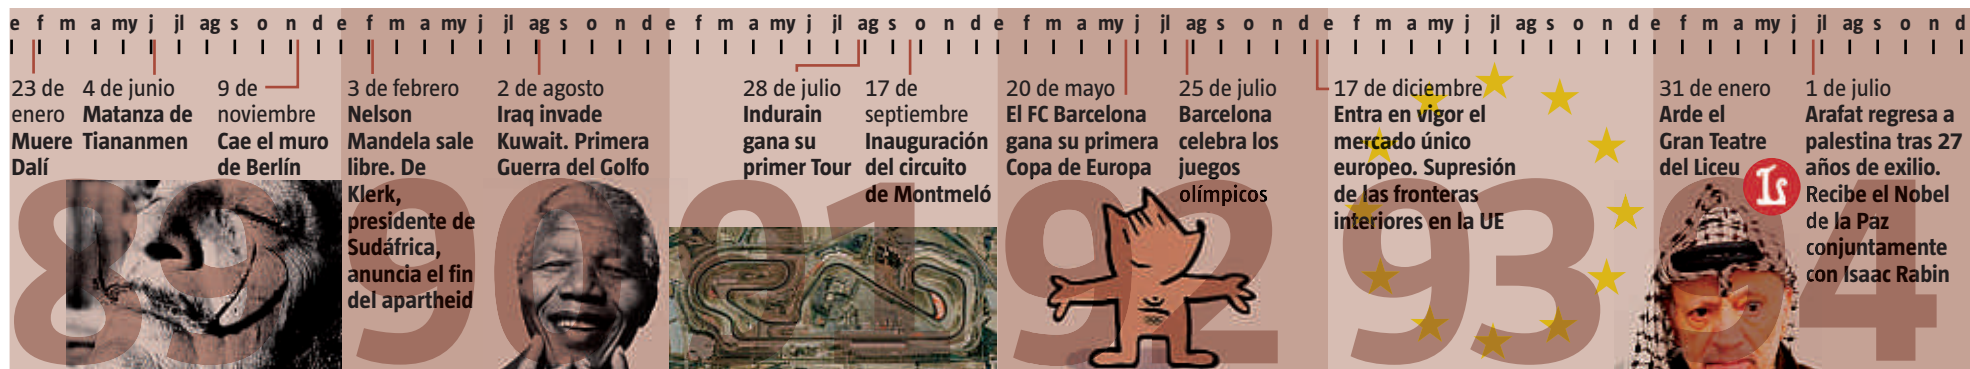 e f m a my j jl ag s o n d e f m a my j jl ag s o n d e f m a my j jl ag s o n d e f m a my j jl ag s o n d e f m a my j jl ag s o n d e f m a my j jl ag s o n d
23 de
enero
Muere
Dalí
4 de junio
Matanza de
Tiananmen
9 de
noviembre
Cae el muro
de Berlín
89
3 de febrero
Nelson
Mandela sale
libre. De
Klerk,
presidente de
Sudáfrica,
anuncia el fin
del apartheid
2 de agosto
Iraq invade
Kuwait. Primera
Guerra del Golfo
90
28 de julio
Indurain
gana su
primer Tour
17 de
septiembre
Inauguración
del circuito
de Montmeló
91
20 de mayo
El FC Barcelona
gana su primera
Copa de Europa
25 de julio
Barcelona
celebra los
juegos
olímpicos
92
17 de diciembre
Entra en vigor el
mercado único
europeo. Supresión
de las fronteras
interiores en la UE
93
31 de enero
Arde el
Gran Teatre
del Liceu
Ls
1 de julio
Arafat regresa a
palestina tras 27
años de exilio.
Recibe el Nobel
de la Paz
conjuntamente
con Isaac Rabin
94